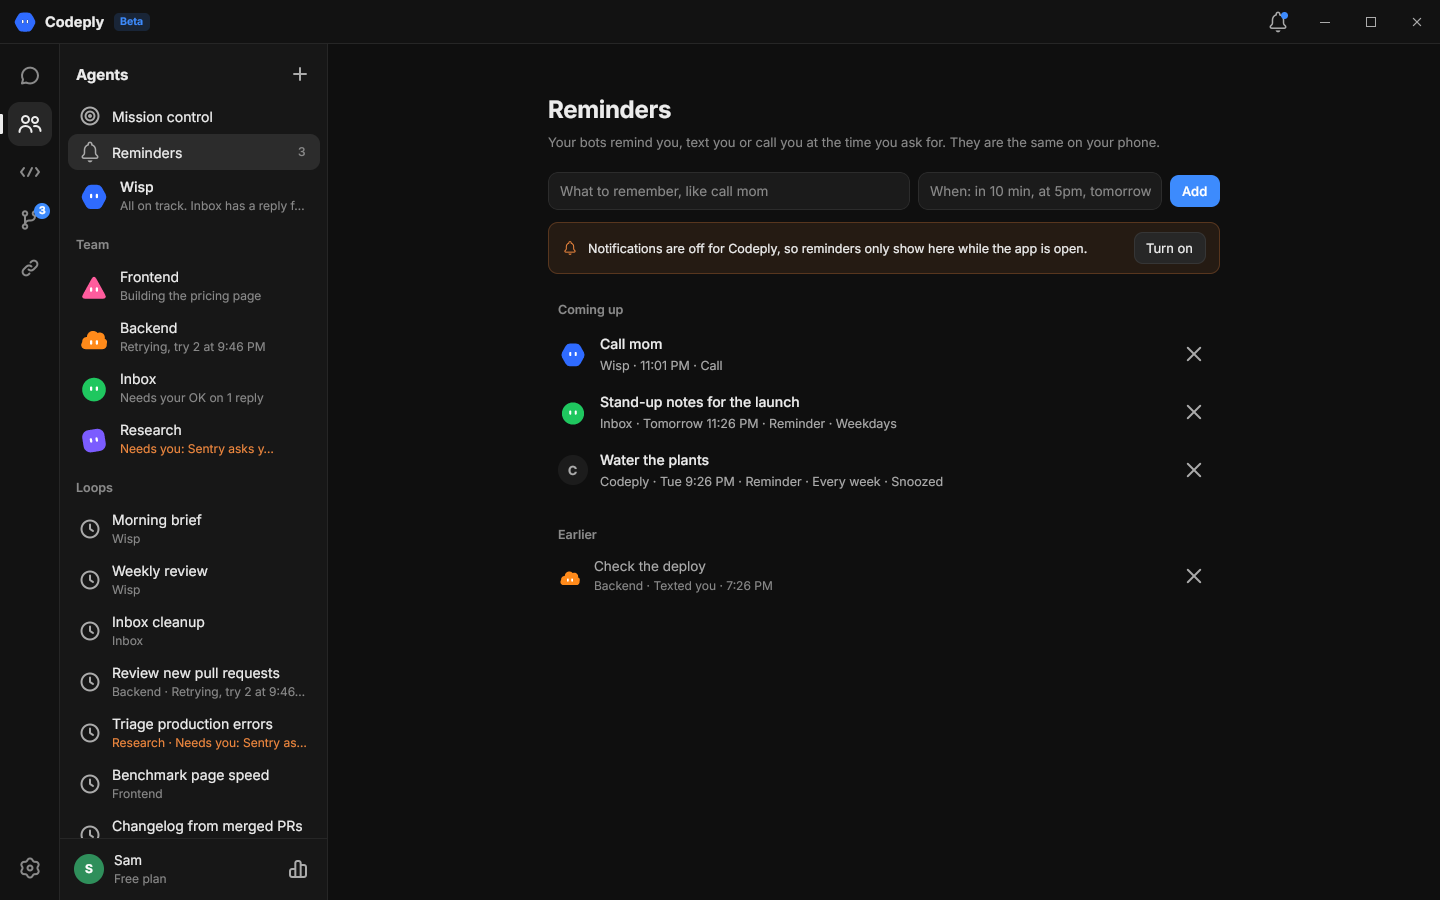 Codeply Beta
Agents
Mission control
Reminders 3
Wisp
All on track. Inbox has a reply f...
Team
Frontend
Building the pricing page
Backend
Retrying, try 2 at 9:46 PM
Inbox
Needs your OK on 1 reply
Research
Needs you: Sentry asks y...
Loops
Morning brief
Wisp
Weekly review
Wisp
Inbox cleanup
Inbox
Review new pull requests
Backend · Retrying, try 2 at 9:46...
Triage production errors
Research · Needs you: Sentry as...
Benchmark page speed
Frontend
Changelog from merged PRs
S
Sam
Free plan
3
Reminders
Your bots remind you, text you or call you at the time you ask for. They are the same on your phone.
What to remember, like call mom
When: in 10 min, at 5pm, tomorrow
Add
Notifications are off for Codeply, so reminders only show here while the app is open.
Turn on
Coming up
Call mom
Wisp · 11:01 PM · Call
Stand-up notes for the launch
Inbox · Tomorrow 11:26 PM · Reminder · Weekdays
C
Water the plants
Codeply · Tue 9:26 PM · Reminder · Every week · Snoozed
Earlier
Check the deploy
Backend · Texted you · 7:26 PM